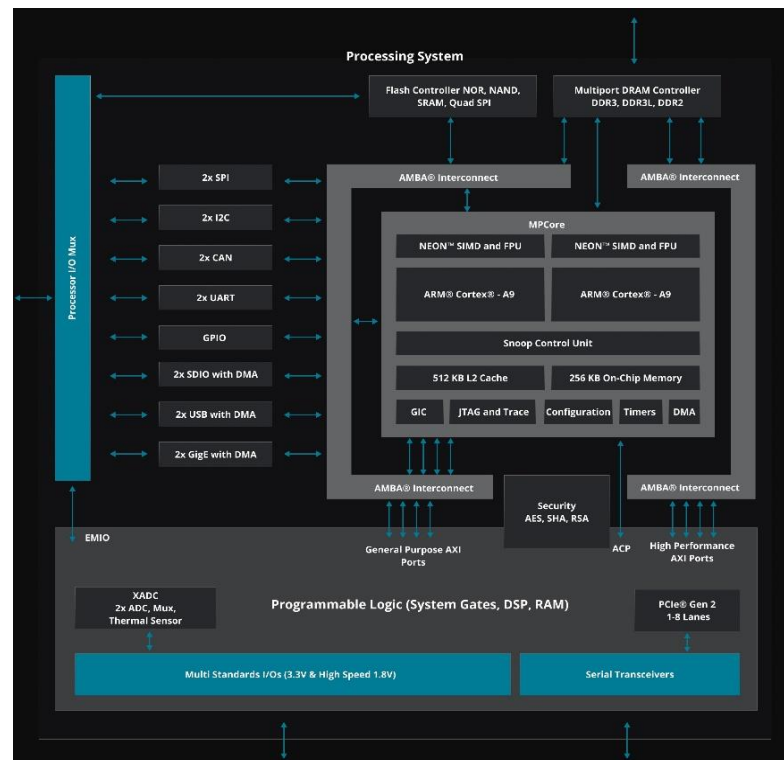 Processing System
Flash Controller NOR, NAND,
SRAM, Quad SPI
Multiport DRAM Controller
DDR3, DDR3L, DDR2
Processor I/O Mux
2x SPI
2x I2C
2x CAN
2x UART
GPIO
2x SDIO with DMA
2x USB with DMA
2x GigE with DMA
AMBA® Interconnect
AMBA® Interconnect
MPCore
NEON™ SIMD and FPU
NEON™ SIMD and FPU
ARM® Cortex® - A9
ARM® Cortex® - A9
Snoop Control Unit
512 KB L2 Cache
256 KB On-Chip Memory
GIC
JTAG and Trace
Configuration
Timers
DMA
AMBA® Interconnect
AMBA® Interconnect
Security
AES, SHA, RSA
EMIO
General Purpose AXI
Ports
ACP
High Performance
AXI Ports
XADC
2x ADC, Mux,
Thermal Sensor
Programmable Logic (System Gates, DSP, RAM)
PCIe® Gen 2
1-8 Lanes
Multi Standards I/Os (3.3V & High Speed 1.8V)
Serial Transceivers